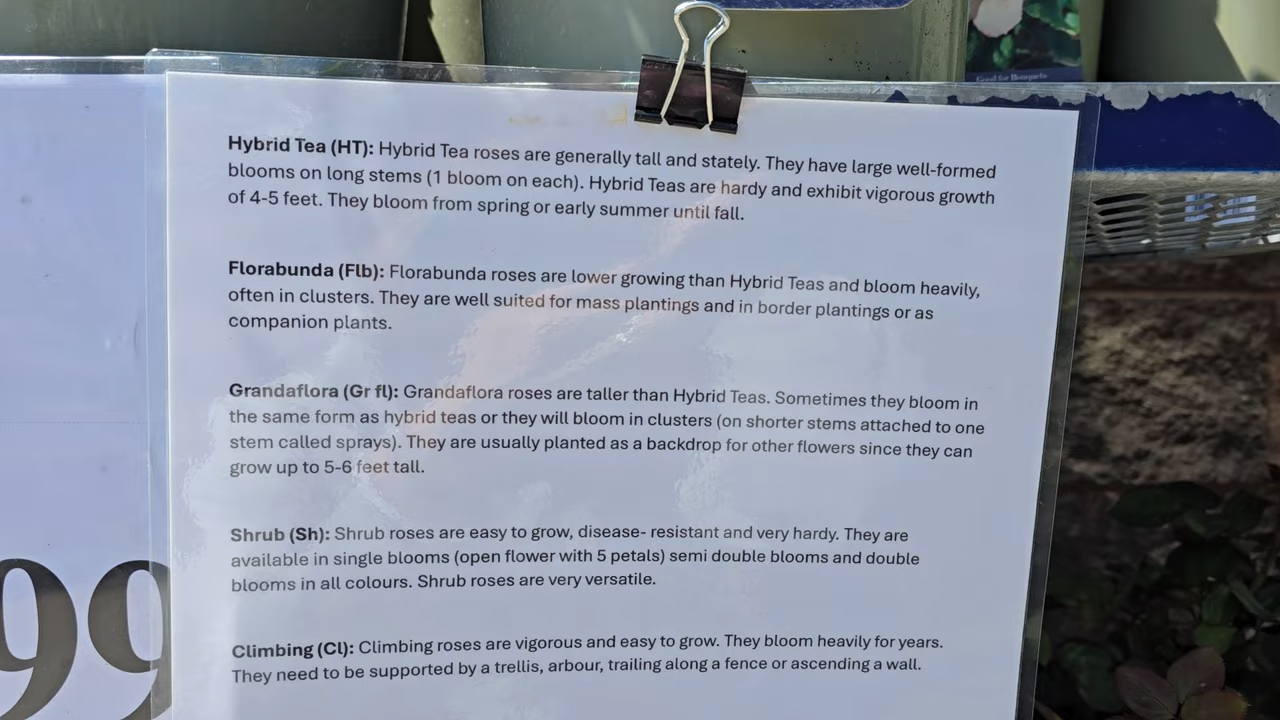 Good for Bouquets
Hybrid Tea (HT): Hybrid Tea roses are generally tall and stately. They have large well-formed
blooms on long stems (1 bloom on each). Hybrid Teas are hardy and exhibit vigorous growth
of 4-5 feet. They bloom from spring or early summer until fall.
Florabunda (Flb): Florabunda roses are lower growing than Hybrid Teas and bloom heavily,
often in clusters. They are well suited for mass plantings and in border plantings or as
companion plants.
Grandaflora (Gr fl): Grandaflora roses are taller than Hybrid Teas. Sometimes they bloom in
the same form as hybrid teas or they will bloom in clusters (on shorter stems attached to one
stem called sprays). They are usually planted as a backdrop for other flowers since they can
grow up to 5-6 feet tall.
Shrub (Sh): Shrub roses are easy to grow, disease- resistant and very hardy. They are
available in single blooms (open flower with 5 petals) semi double blooms and double
blooms in all colours. Shrub roses are very versatile.
Climbing (Cl): Climbing roses are vigorous and easy to grow. They bloom heavily for years.
They need to be supported by a trellis, arbour, trailing along a fence or ascending a wall.
99